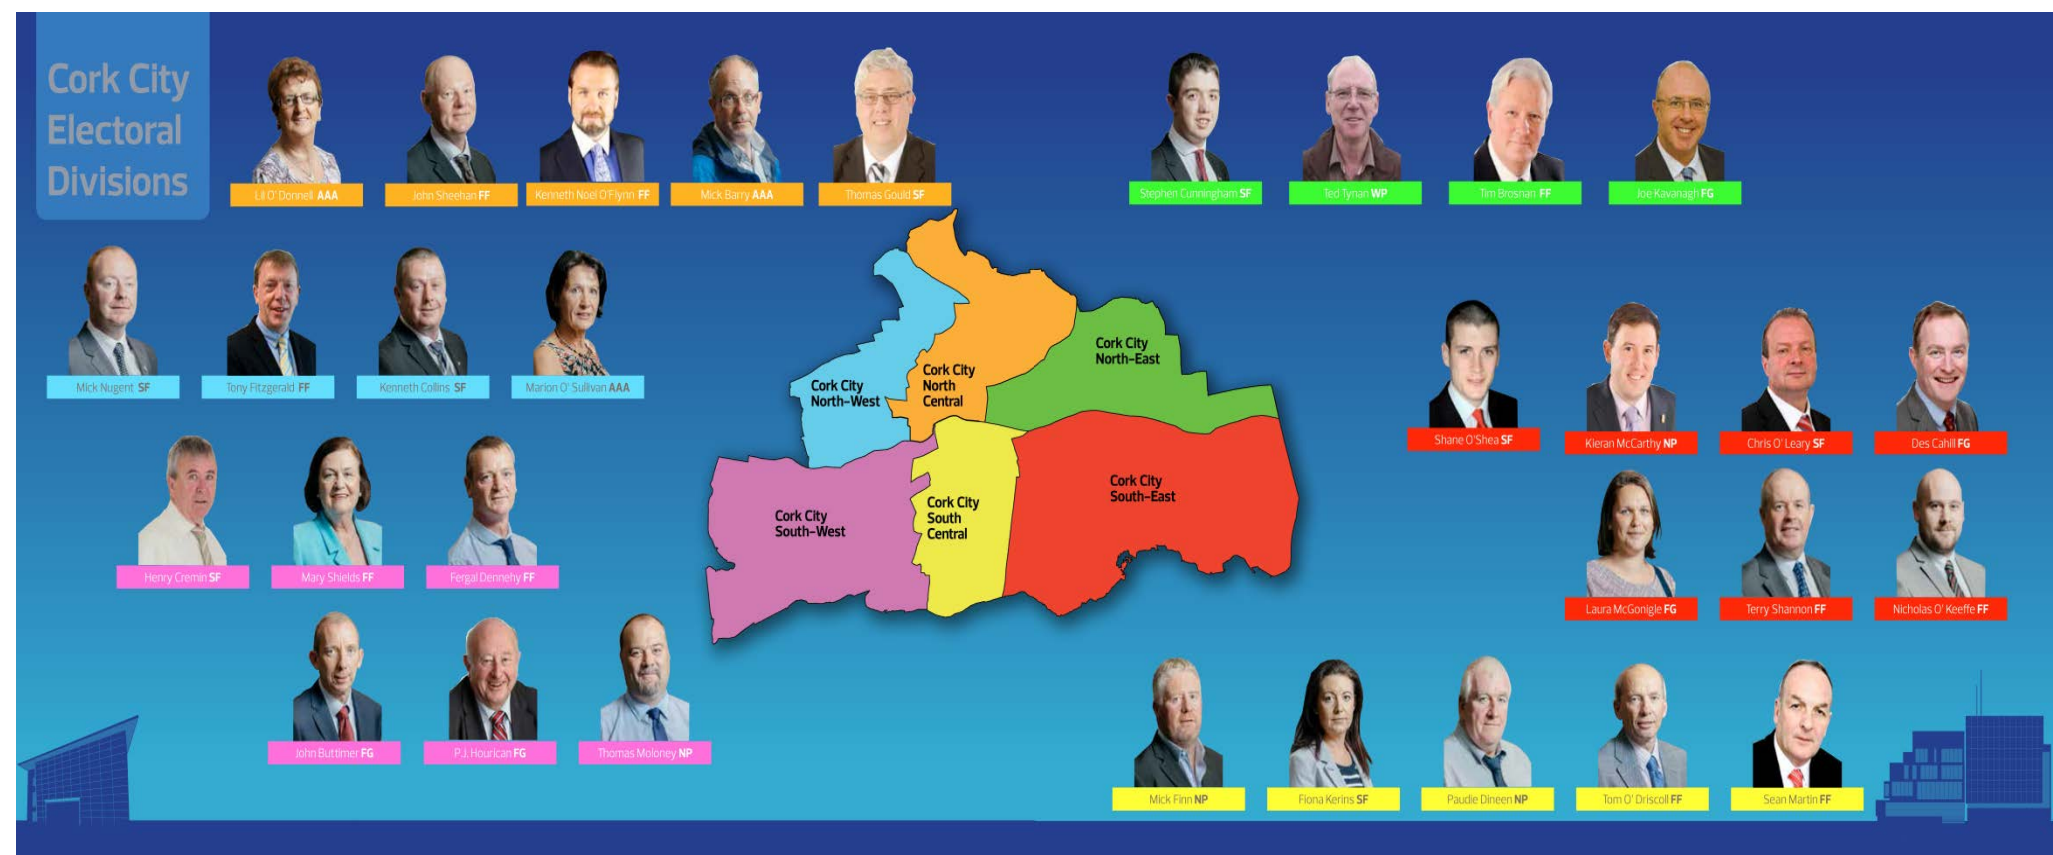 Cork City
Electoral
Divisions
Lil O' Donnell AAA
John Sheehan FF
Kenneth Noel O'Flynn FF
Mick Barry AAA
Thomas Gould SF
Stephen Cunningham SF
Ted Tynan WP
Tim Brosnan FF
Joe Kavanagh FG
Mick Nugent SF
Tony Fitzgerald FF
Kenneth Collins SF
Marion O' Sullivan AAA
Cork City
North-West
Cork City
North
Central
Cork City
North-East
Shane O'Shea SF
Kieran McCarthy NP
Chris O' Leary SF
Des Cahill FG
Henry Cremin SF
Mary Shields FF
Fergal Dennehy FF
Cork City
South-West
Cork City
South
Central
Cork City
South-East
Laura McGonigle FG
Terry Shannon FF
Nicholas O' Keeffe FF
John Buttimer FG
P.J. Hourican FG
Thomas Moloney NP
Mick Finn NP
Fiona Kerins SF
Paudie Dineen NP
Tom O' Driscoll FF
Sean Martin FF